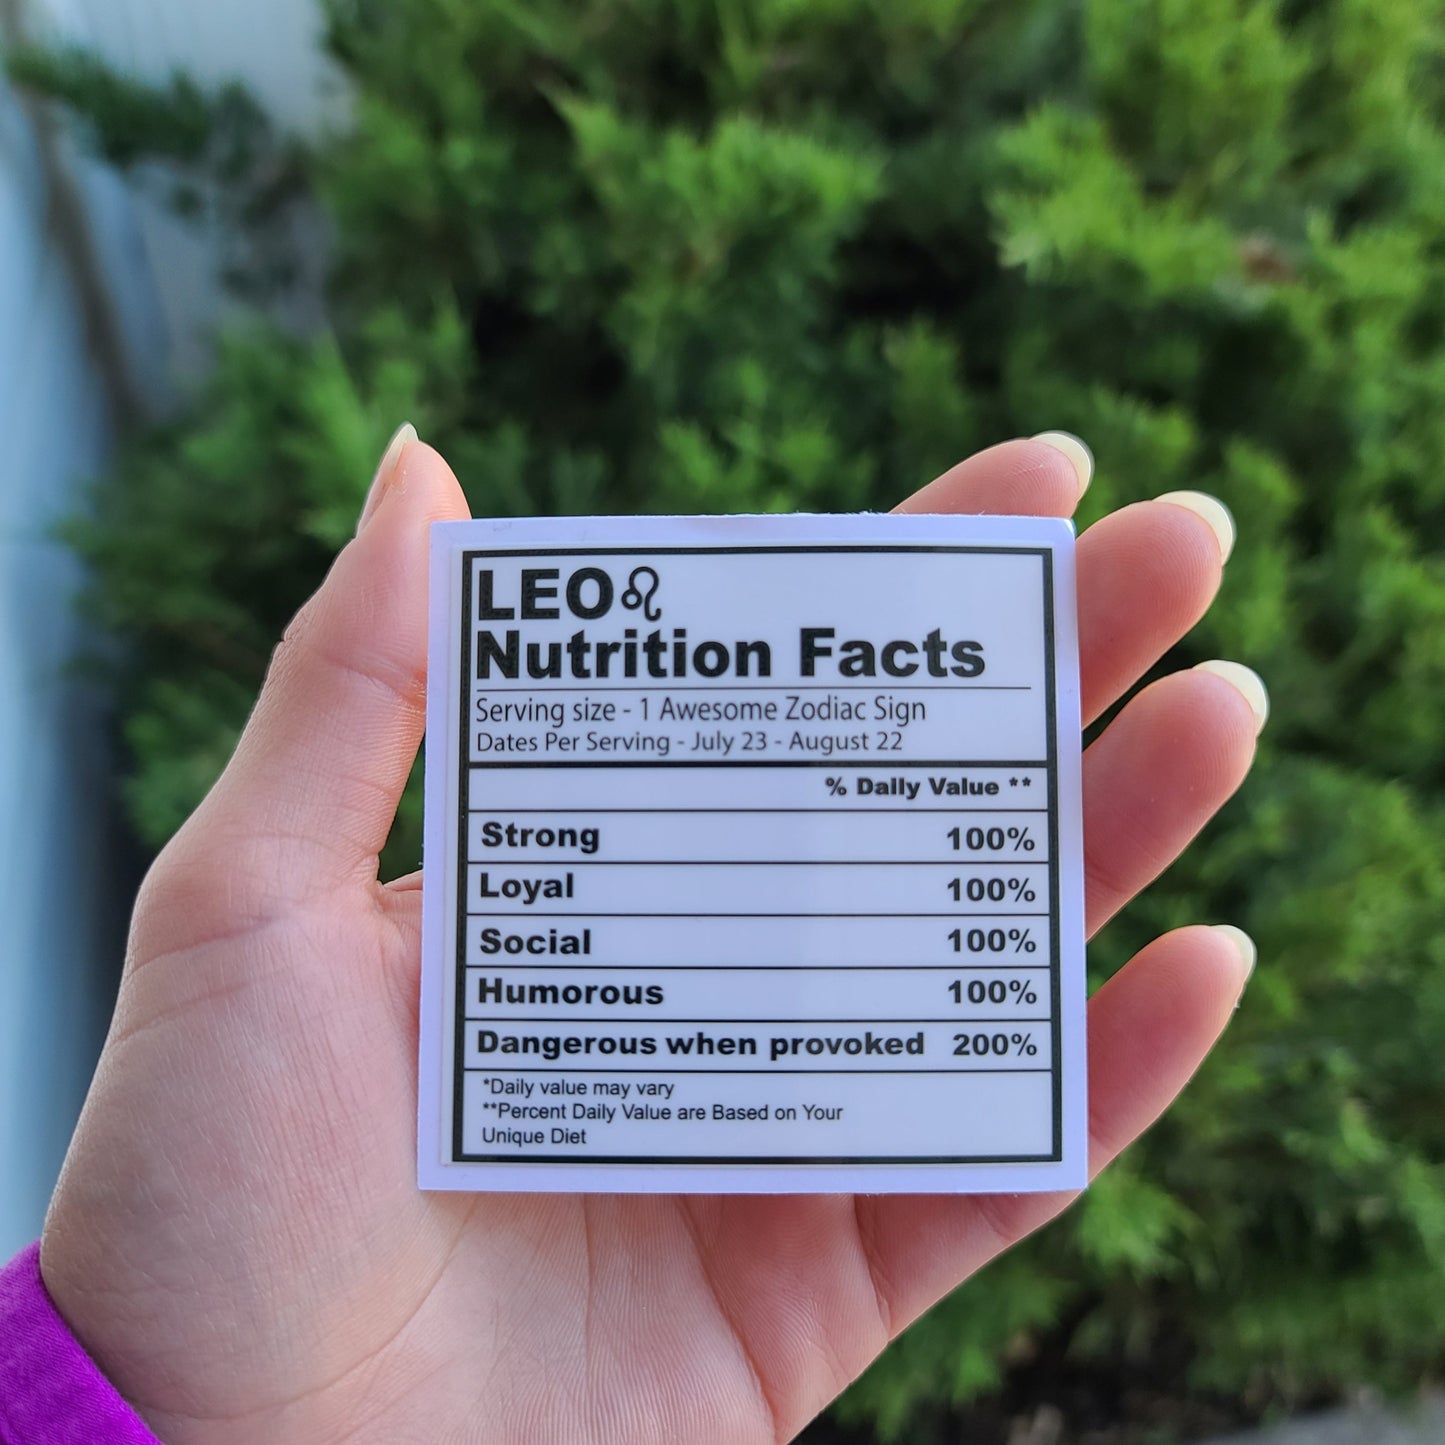 LEO♌
Nutrition Facts
Serving size - 1 Awesome Zodiac Sign
Dates Per Serving - July 23 - August 22
% Daily Value **
Strong 100%
Loyal 100%
Social 100%
Humorous 100%
Dangerous when provoked 200%
*Daily value may vary
**Percent Daily Value are Based on Your
Unique Diet